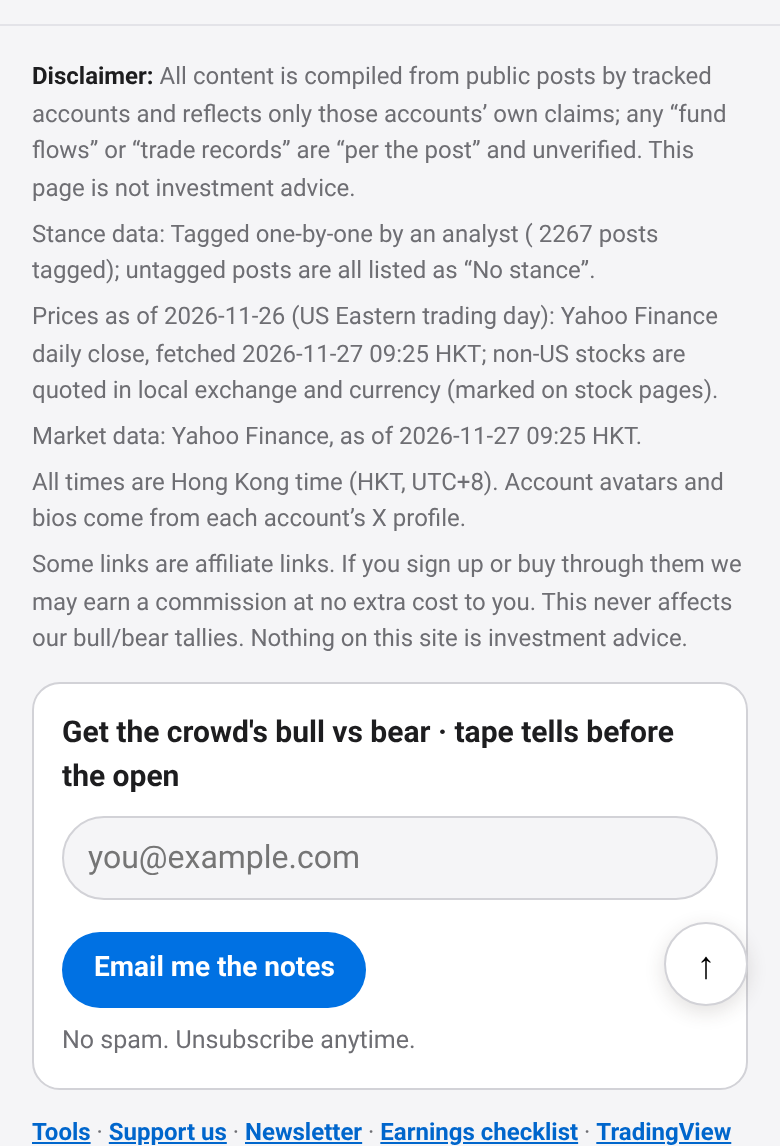 Disclaimer: All content is compiled from public posts by tracked
accounts and reflects only those accounts’ own claims; any “fund
flows” or “trade records” are “per the post” and unverified. This
page is not investment advice.
Stance data: Tagged one-by-one by an analyst ( 2267 posts
tagged); untagged posts are all listed as “No stance”.
Prices as of 2026-11-26 (US Eastern trading day): Yahoo Finance
daily close, fetched 2026-11-27 09:25 HKT; non-US stocks are
quoted in local exchange and currency (marked on stock pages).
Market data: Yahoo Finance, as of 2026-11-27 09:25 HKT.
All times are Hong Kong time (HKT, UTC+8). Account avatars and
bios come from each account’s X profile.
Some links are affiliate links. If you sign up or buy through them we
may earn a commission at no extra cost to you. This never affects
our bull/bear tallies. Nothing on this site is investment advice.
Get the crowd's bull vs bear · tape tells before
the open
you@example.com
Email me the notes
↑
No spam. Unsubscribe anytime.
Tools · Support us · Newsletter · Earnings checklist · TradingView